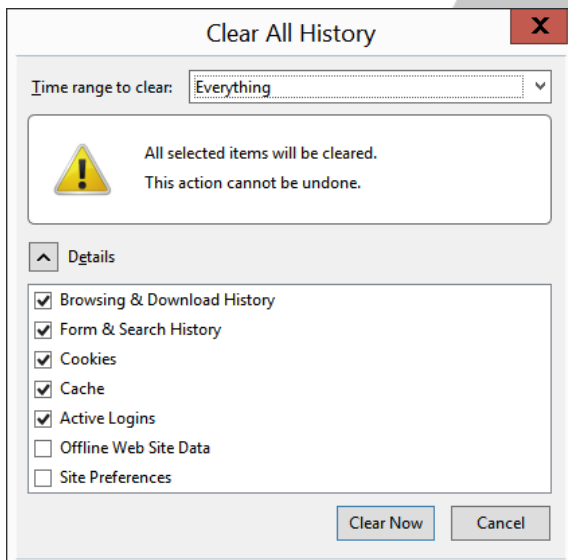 Clear All History
X
Time range to clear: Everything
All selected items will be cleared.
This action cannot be undone.
Details
Browsing & Download History
Form & Search History
Cookies
Cache
Active Logins
Offline Web Site Data
Site Preferences
Clear Now Cancel